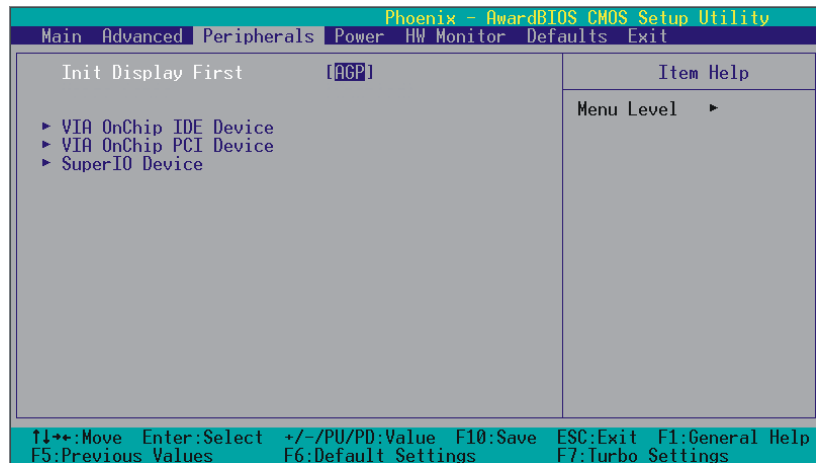 Phoenix - AwardBIOS CMOS Setup Utility
Main Advanced Peripherals Power HW Monitor Defaults Exit
Init Display First [AGP]
Item Help
Menu Level ►
► VIA OnChip IDE Device
► VIA OnChip PCI Device
► SuperIO Device
↑↓→←:Move Enter:Select +/-/PU/PD:Value F10:Save ESC:Exit F1:General Help
F5:Previous Values F6:Default Settings F7:Turbo Settings